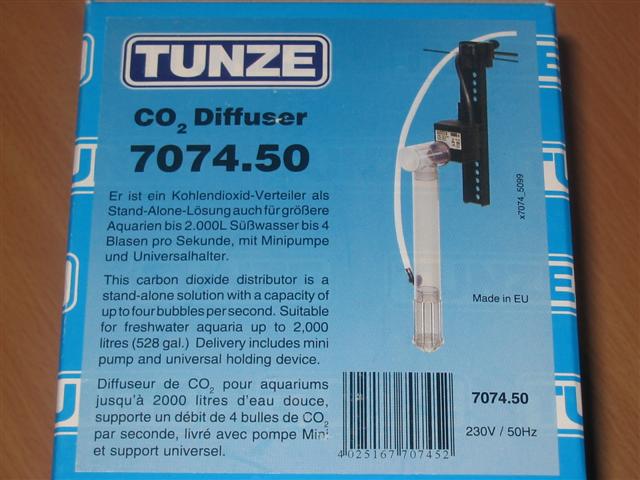 TUNZE
CO2 Diffuser
7074.50
Er ist ein Kohlendioxid-Verteiler als
Stand-Alone-Lösung auch für größere
Aquarien bis 2.000L Süßwasser bis 4
Blasen pro Sekunde, mit Minipumpe
und Universalhalter.
This carbon dioxide distributor is a
stand-alone solution with a capacity of
up to four bubbles per second. Suitable
for freshwater aquaria up to 2,000
litres (528 gal.) Delivery includes mini
pump and universal holding device.
Diffuseur de CO2 pour aquariums
jusqu'à 2000 litres d'eau douce,
supporte un débit de 4 bulles de CO2
par seconde, livré avec pompe Mini
et support universel.
x7074_5099
Made in EU
7074.50
230V / 50Hz
4 025167 707452